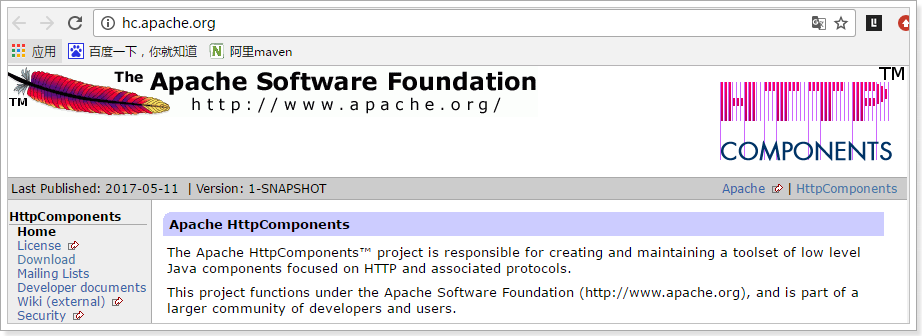 hc.apache.org
应用 百度一下，你就知道 阿里maven
The Apache Software Foundation
http://www.apache.org/
TM
TM
HTTP
COMPONENTS
Last Published: 2017-05-11 | Version: 1-SNAPSHOT
Apache | HttpComponents
HttpComponents
Home
License
Download
Mailing Lists
Developer documents
Wiki (external)
Security
Apache HttpComponents
The Apache HttpComponents™ project is responsible for creating and maintaining a toolset of low level
Java components focused on HTTP and associated protocols.
This project functions under the Apache Software Foundation (http://www.apache.org), and is part of a
larger community of developers and users.